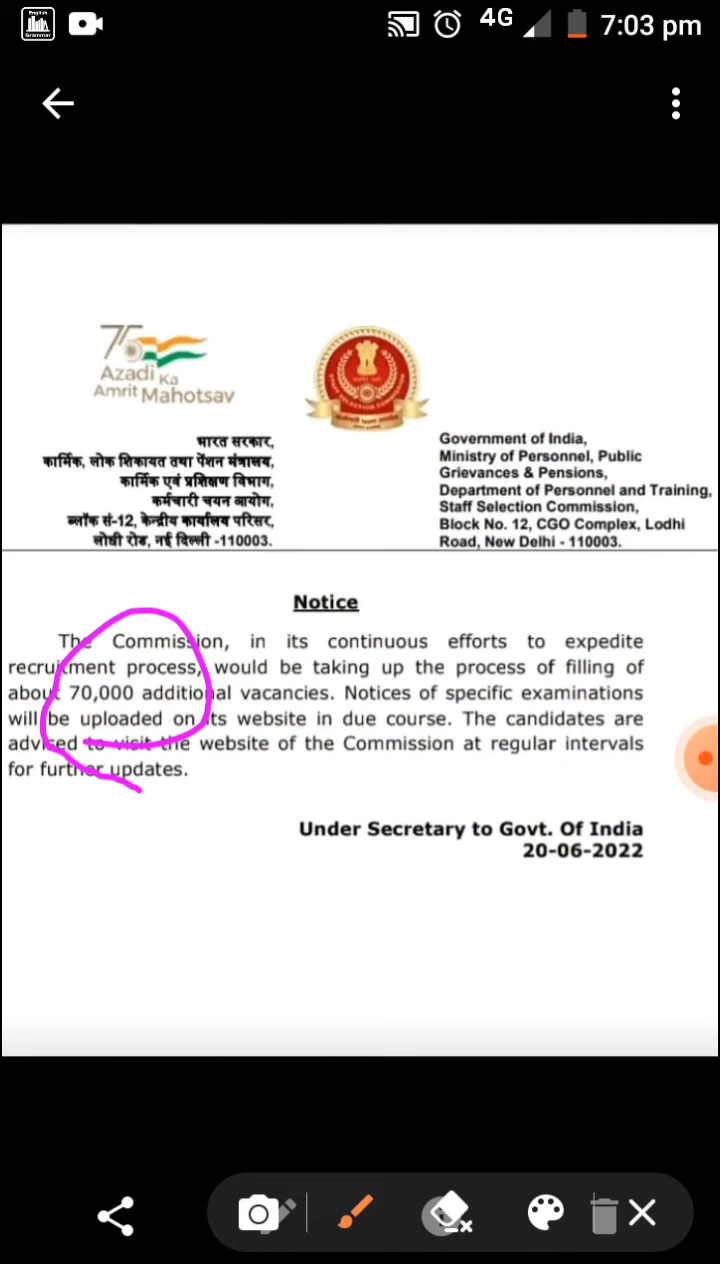 English
Grammar
4G
7:03 pm
75
Azadi Ka
Amrit Mahotsav
भारत सरकार,
कार्मिक, लोक शिकायत तथा पेंशन मंत्रालय,
कार्मिक एवं प्रशिक्षण विभाग,
कर्मचारी चयन आयोग,
ब्लॉक सं-12, केन्द्रीय कार्यालय परिसर,
लोधी रोड, नई दिल्ली -110003.
Government of India,
Ministry of Personnel, Public
Grievances & Pensions,
Department of Personnel and Training,
Staff Selection Commission,
Block No. 12, CGO Complex, Lodhi
Road, New Delhi - 110003.
Notice
The Commission, in its continuous efforts to expedite
recruitment process, would be taking up the process of filling of
about 70,000 additional vacancies. Notices of specific examinations
will be uploaded on its website in due course. The candidates are
advised to visit the website of the Commission at regular intervals
for further updates.
Under Secretary to Govt. Of India
20-06-2022